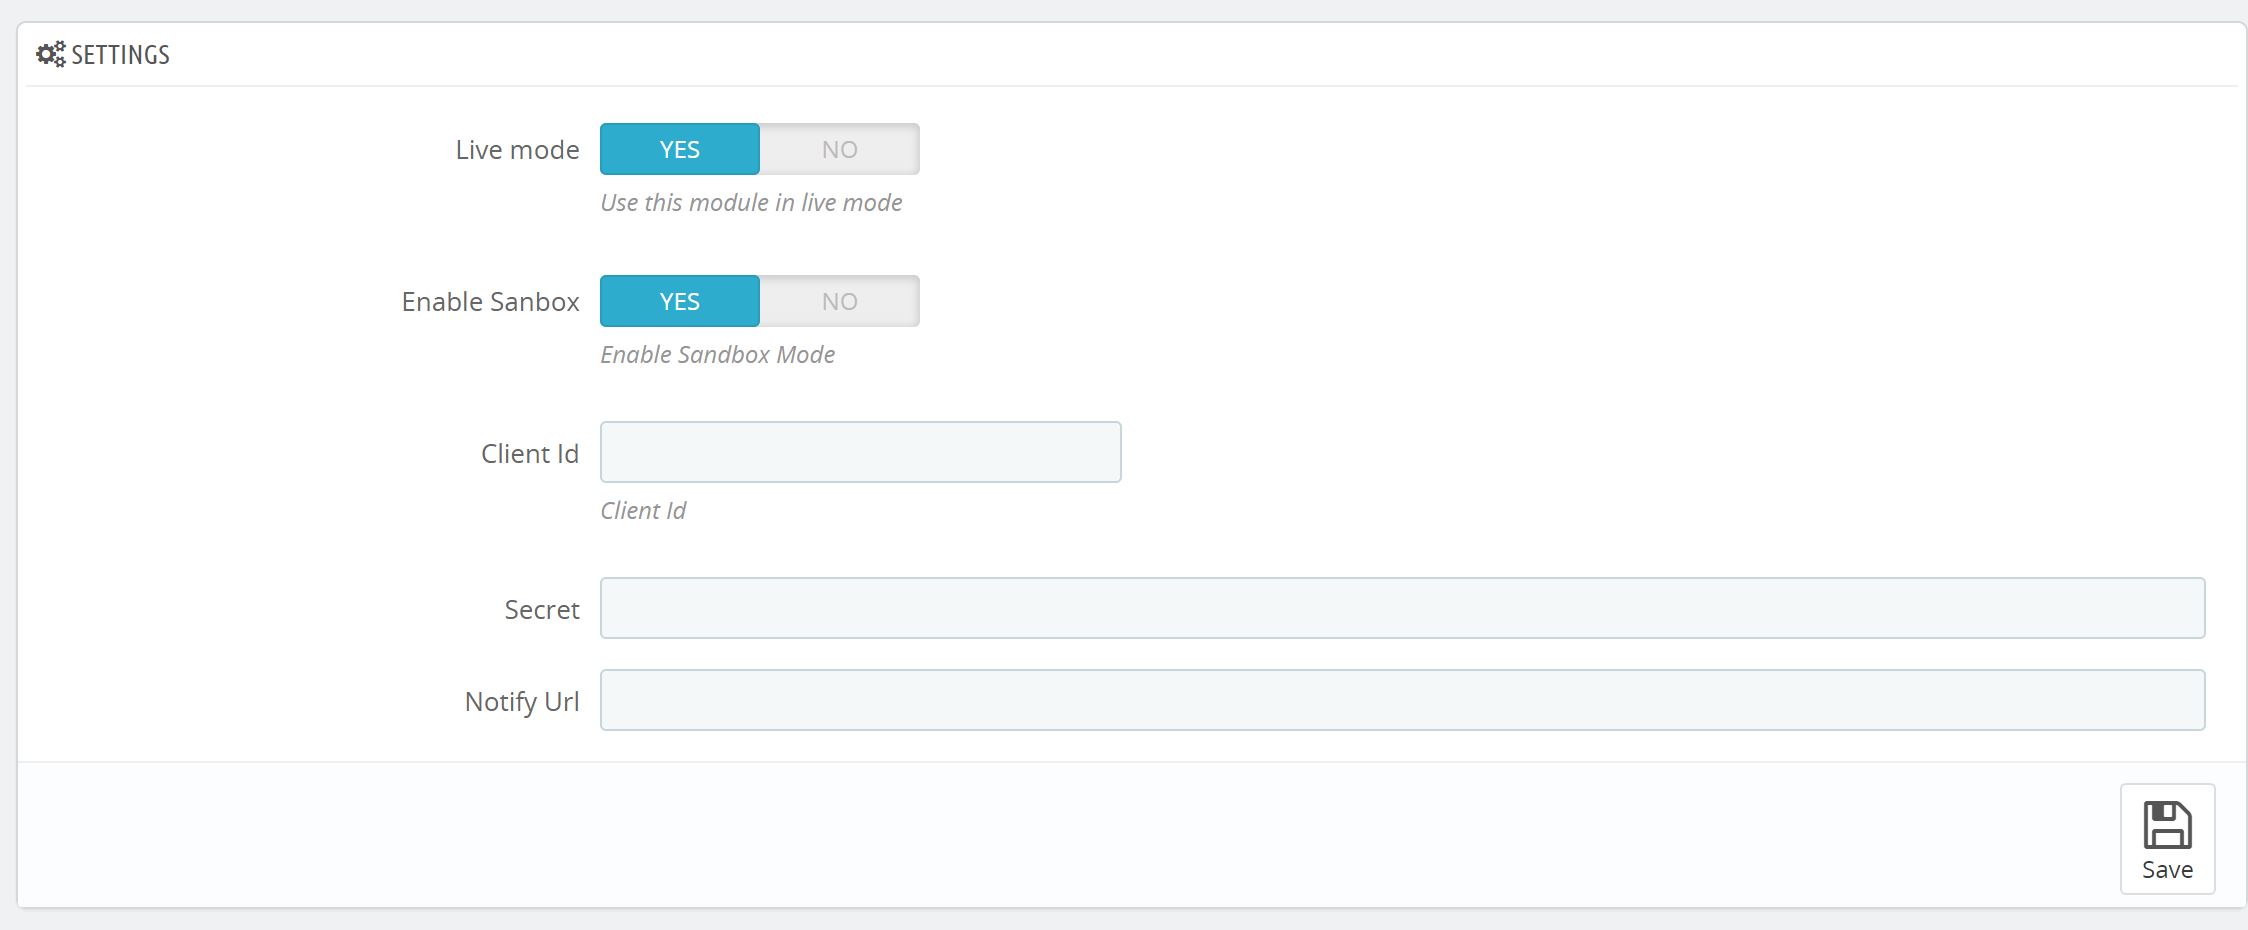 SETTINGS
Live mode YES NO
Use this module in live mode
Enable Sanbox YES NO
Enable Sandbox Mode
Client Id
Client Id
Secret
Notify Url
Save